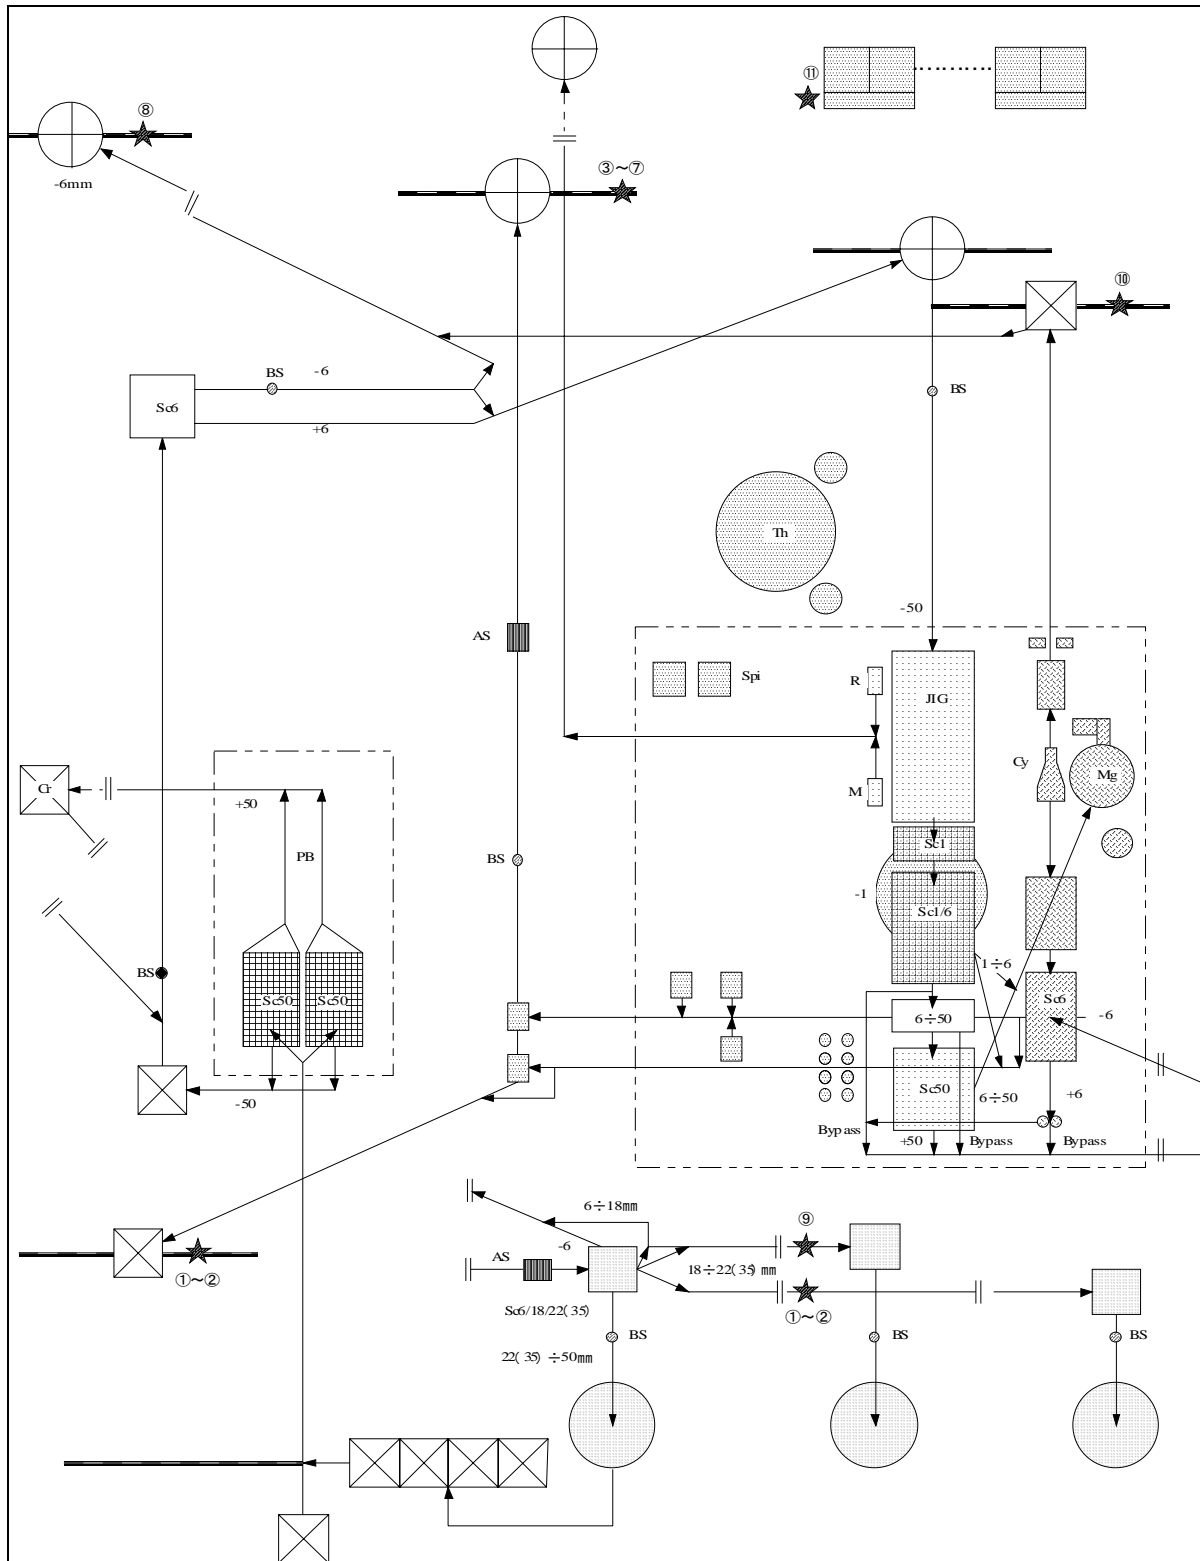 ⑪
⑧
③~⑦
-6mm
⑩
BS
-6
BS
Sc6
+6
Th
-50
AS
Spi
R
JIG
Cy
Mg
Cr
M
+50
Sc1
PB
BS
-1
Sc1/6
1÷6
BS
Sc50
Sc50
Sc6
6÷50
-6
-50
Sc50
6÷50
+6
Bypass
+50
Bypass
Bypass
6÷18mm
⑨
AS
-6
18÷22(35) mm
①~②
Sc6/18/22(35)
①~②
BS
BS
BS
22(35) ÷50mm